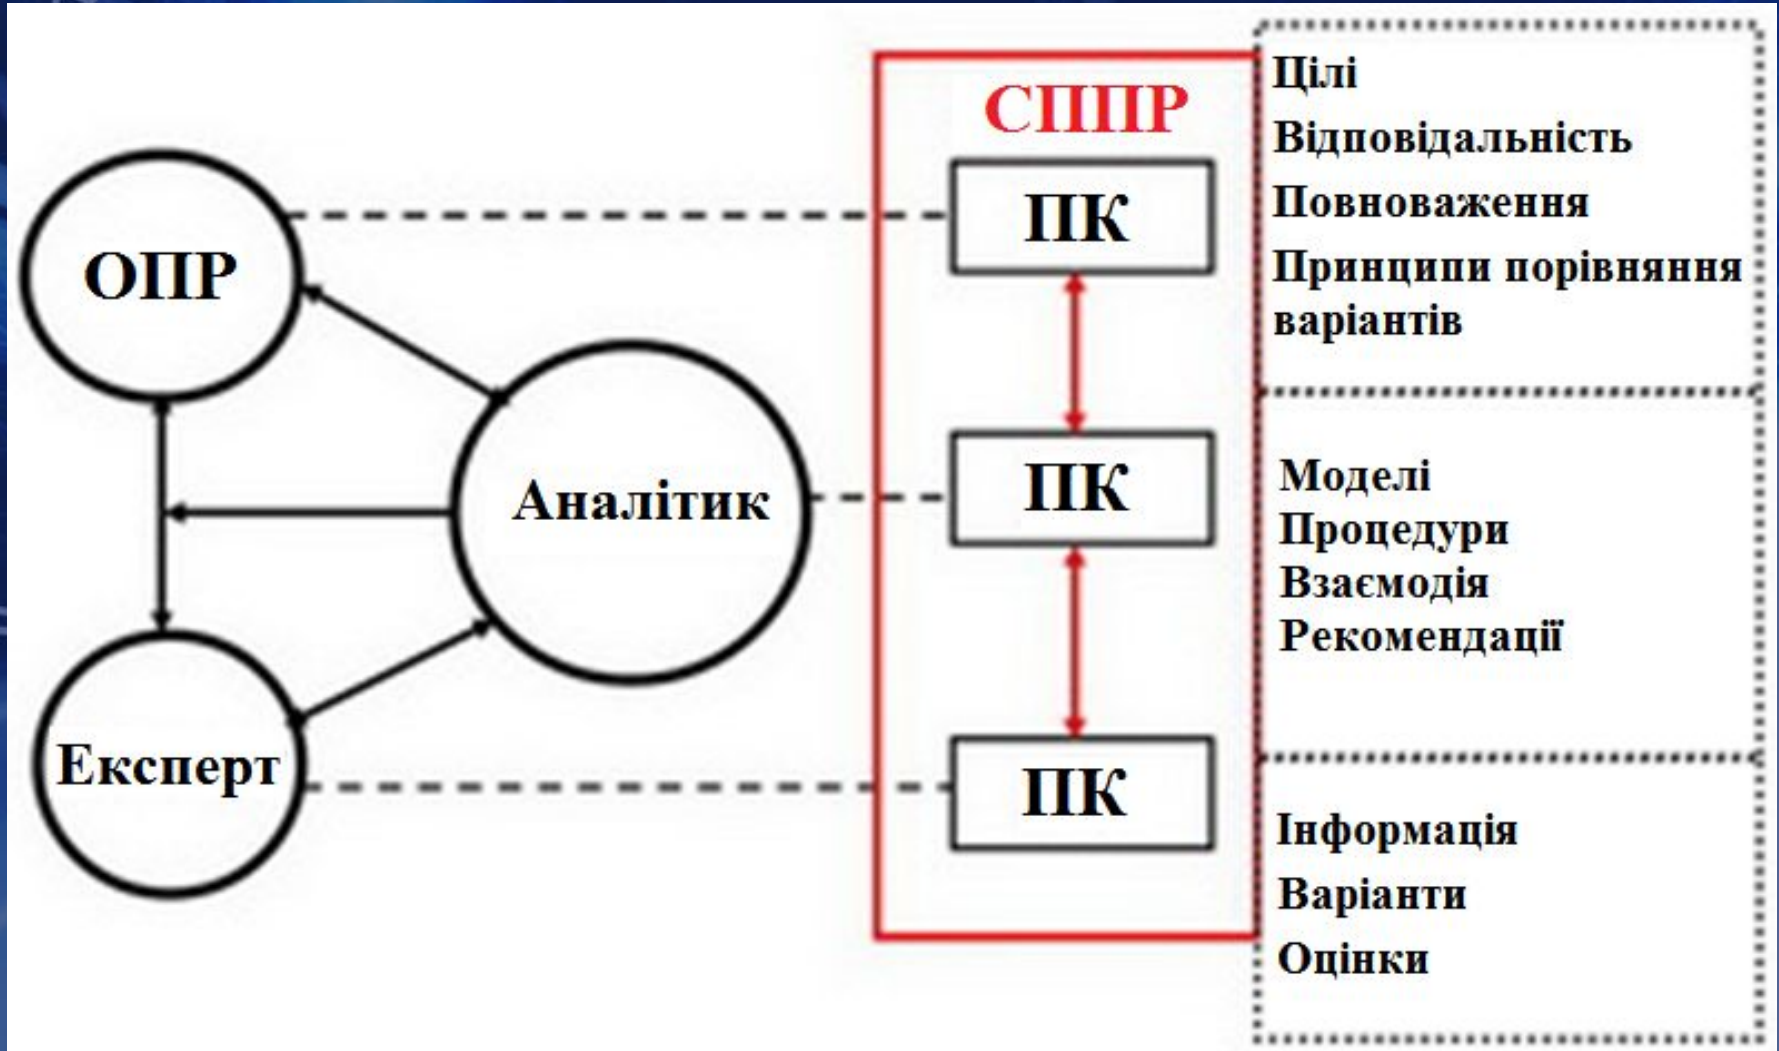 СППР
ОПР
ПК
Аналітик
ПК
Експерт
ПК
Цілі
Відповідальність
Повноваження
Принципи порівняння
варіантів
Моделі
Процедури
Взаємодія
Рекомендації
Інформація
Варіанти
Оцінки